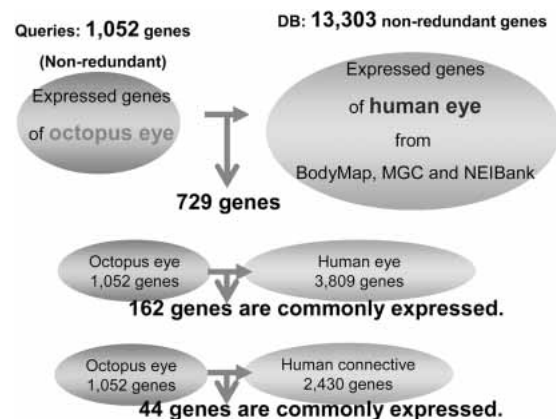 Queries: 1,052 genes
(Non-redundant)
DB: 13,303 non-redundant genes
Expressed genes
of octopus eye
Expressed genes
of human eye
from
BodyMap, MGC and NEIBank
729 genes
Octopus eye
1,052 genes
Human eye
3,809 genes
162 genes are commonly expressed.
Octopus eye
1,052 genes
Human connective
2,430 genes
44 genes are commonly expressed.